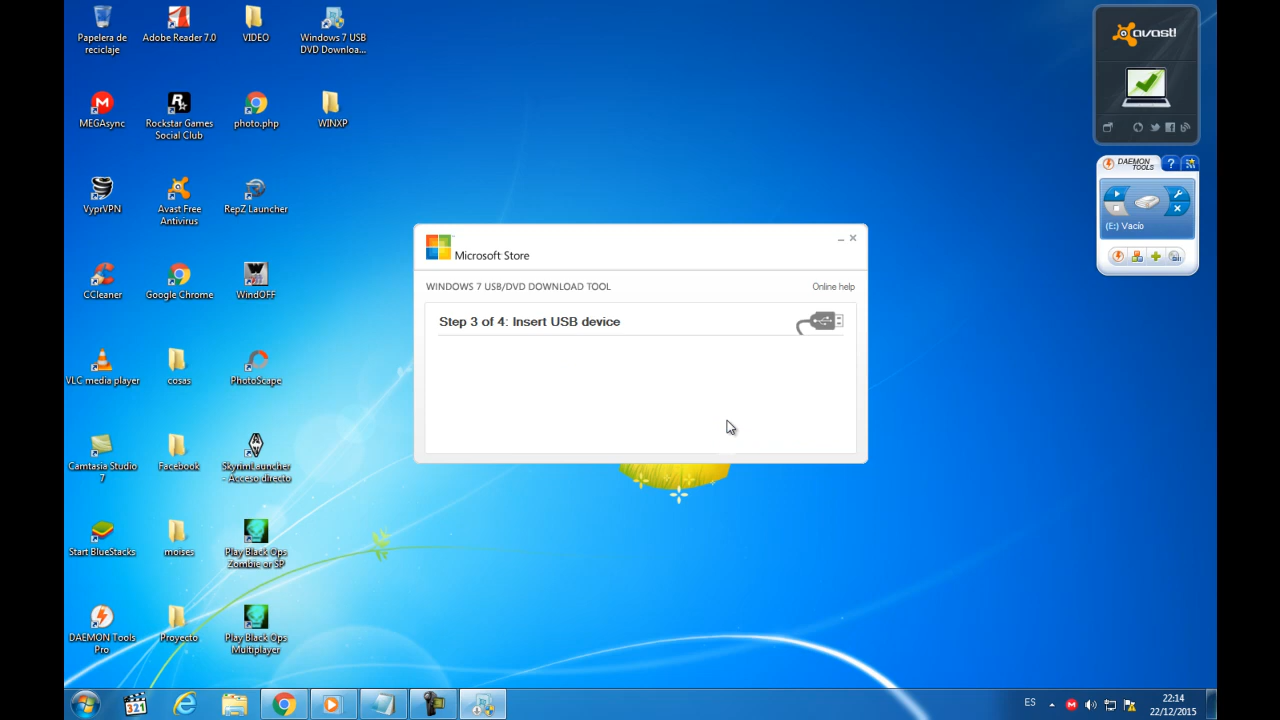 Papelera de
reciclaje
Adobe Reader 7.0
VIDEO
Windows 7 USB
DVD Downloa...
MEGAsync
Rockstar Games
Social Club
photo.php
WINXP
VyprVPN
Avast Free
Antivirus
RepZ Launcher
CCleaner
Google Chrome
WindOFF
VLC media player
cosas
PhotoScape
Camtasia Studio
7
Facebook
SkyrimLauncher
- Acceso directo
Start BlueStacks
moises
Play Black Ops
Zombie or SP
DAEMON Tools
Pro
Proyecto
Play Black Ops
Multiplayer
Microsoft Store
WINDOWS 7 USB/DVD DOWNLOAD TOOL
Online help
Step 3 of 4: Insert USB device
avast!
DAEMON
TOOLS
?
(E:) Vacío
321
ES
22:14
22/12/2015